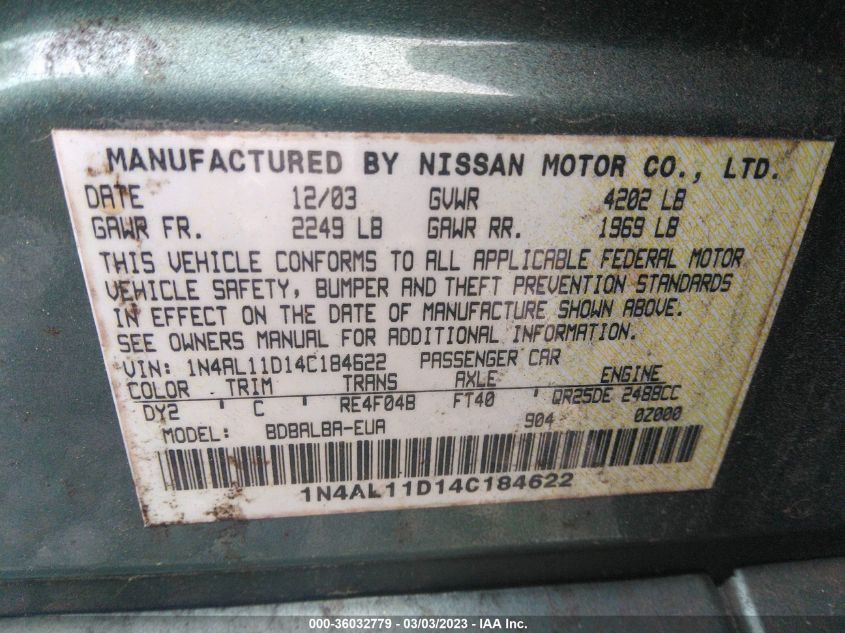 MANUFACTURED BY NISSAN MOTOR CO., LTD.
DATE 12/03 GVWR 4202 LB
GAWR FR. 2249 LB GAWR RR. 1969 LB
THIS VEHICLE CONFORMS TO ALL APPLICABLE FEDERAL MOTOR
VEHICLE SAFETY, BUMPER AND THEFT PREVENTION STANDARDS
IN EFFECT ON THE DATE OF MANUFACTURE SHOWN ABOVE.
SEE OWNERS MANUAL FOR ADDITIONAL INFORMATION.
VIN: 1N4AL11D14C184622 PASSENGER CAR
COLOR TRIM TRANS AXLE ENGINE
DY2 ' C RE4F04B FT40 QR25DE 2488CC
MODEL: BDBALBA-EUA 904 0Z000
1N4AL11D14C184622
000-36032779 - 03/03/2023 - IAA Inc.